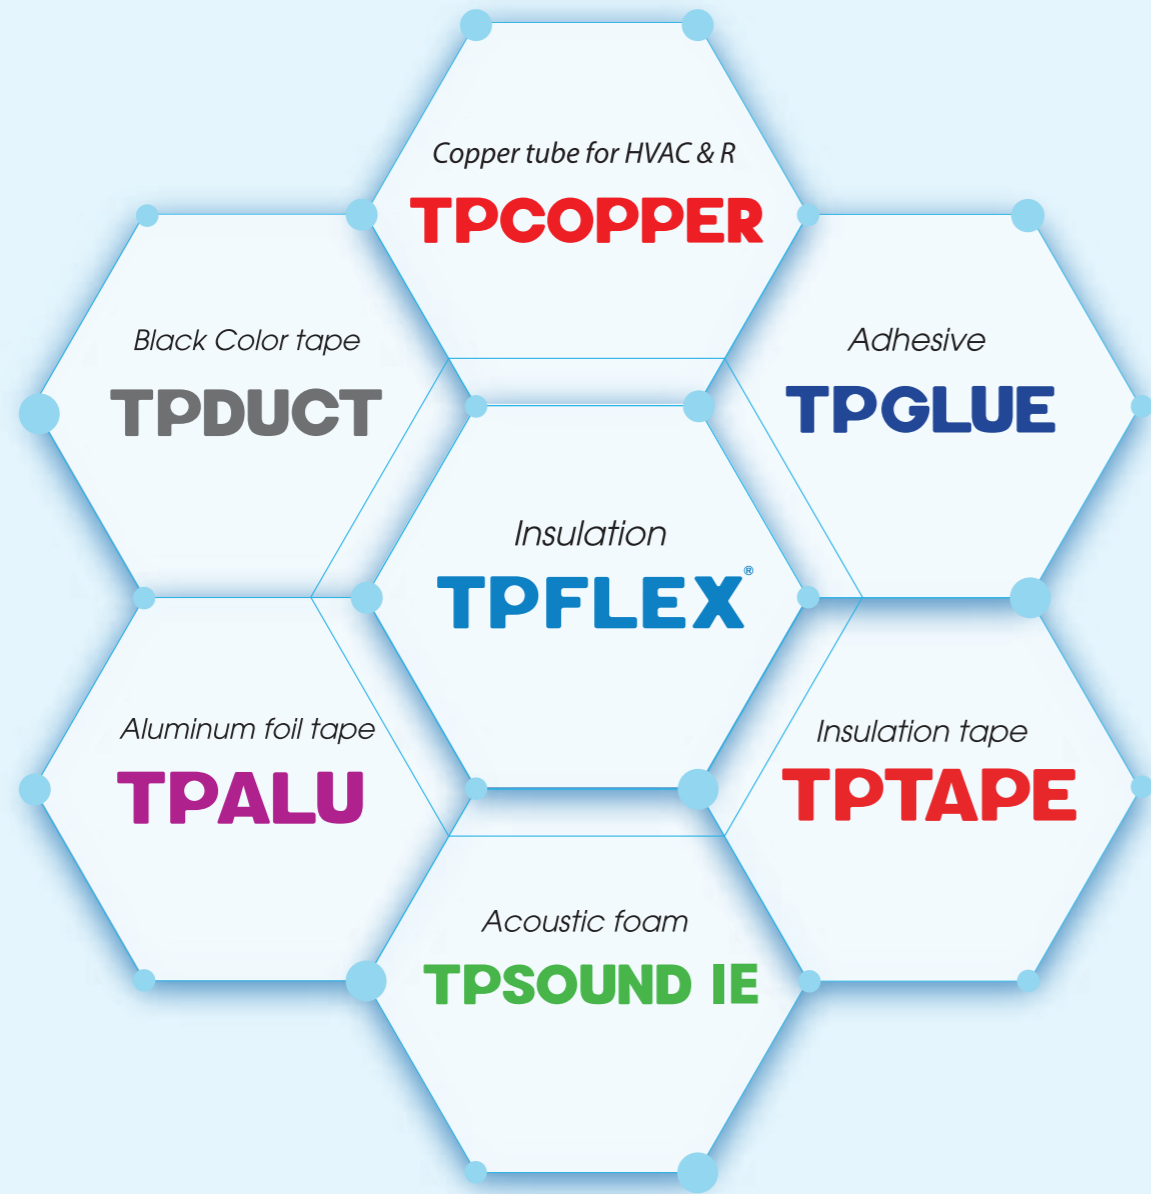 Copper tube for HVAC & R
TPCOPPER
Black Color tape
TPDUCT
Adhesive
TPGLUE
Insulation
TPFLEX®
Aluminum foil tape
TPALU
Insulation tape
TPTAPE
Acoustic foam
TPSOUND IE